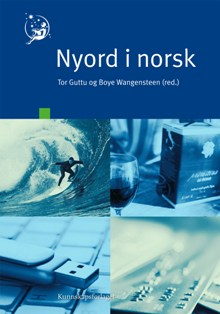 Nyord i norsk
Tor Guttu og Boye Wangensteen (red.)
Kunnskapsforlaget